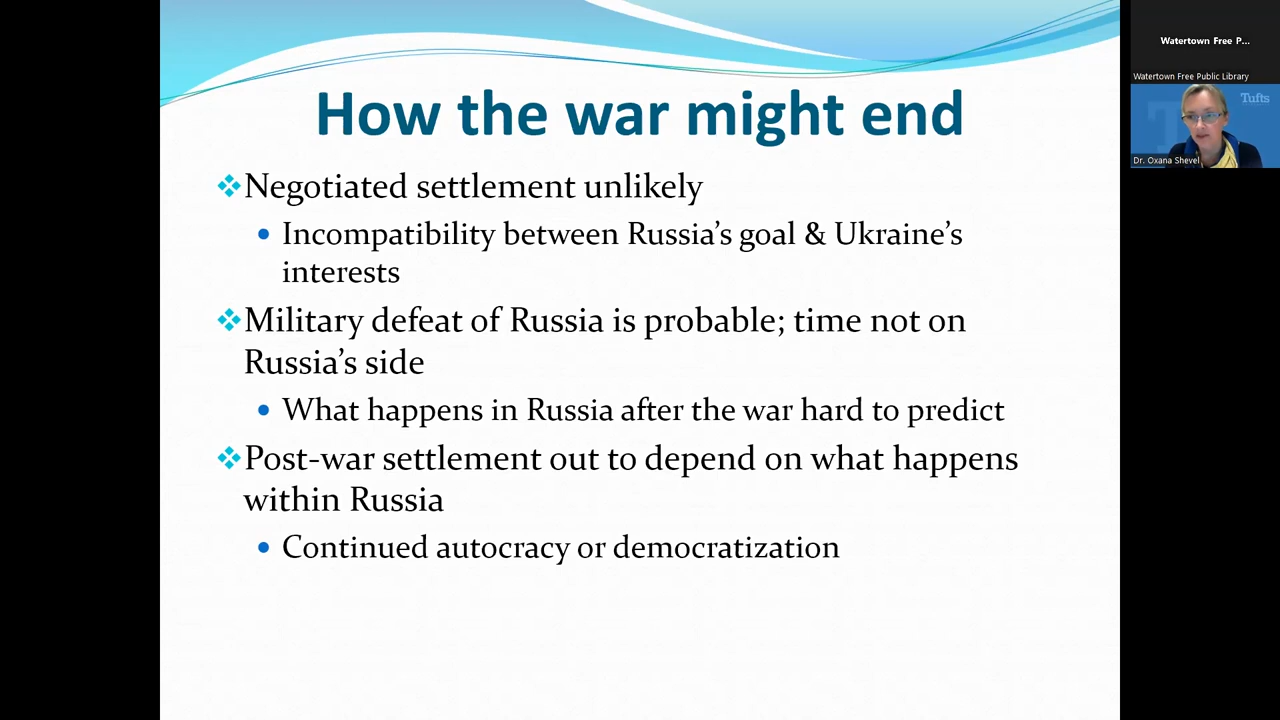 How the war might end
Negotiated settlement unlikely
Incompatibility between Russia's goal & Ukraine's
interests
Military defeat of Russia is probable; time not on
Russia's side
What happens in Russia after the war hard to predict
Post-war settlement out to depend on what happens
within Russia
Continued autocracy or democratization
Watertown Free P...
Watertown Free Public Library
Tufts
Dr. Oxana Shevel